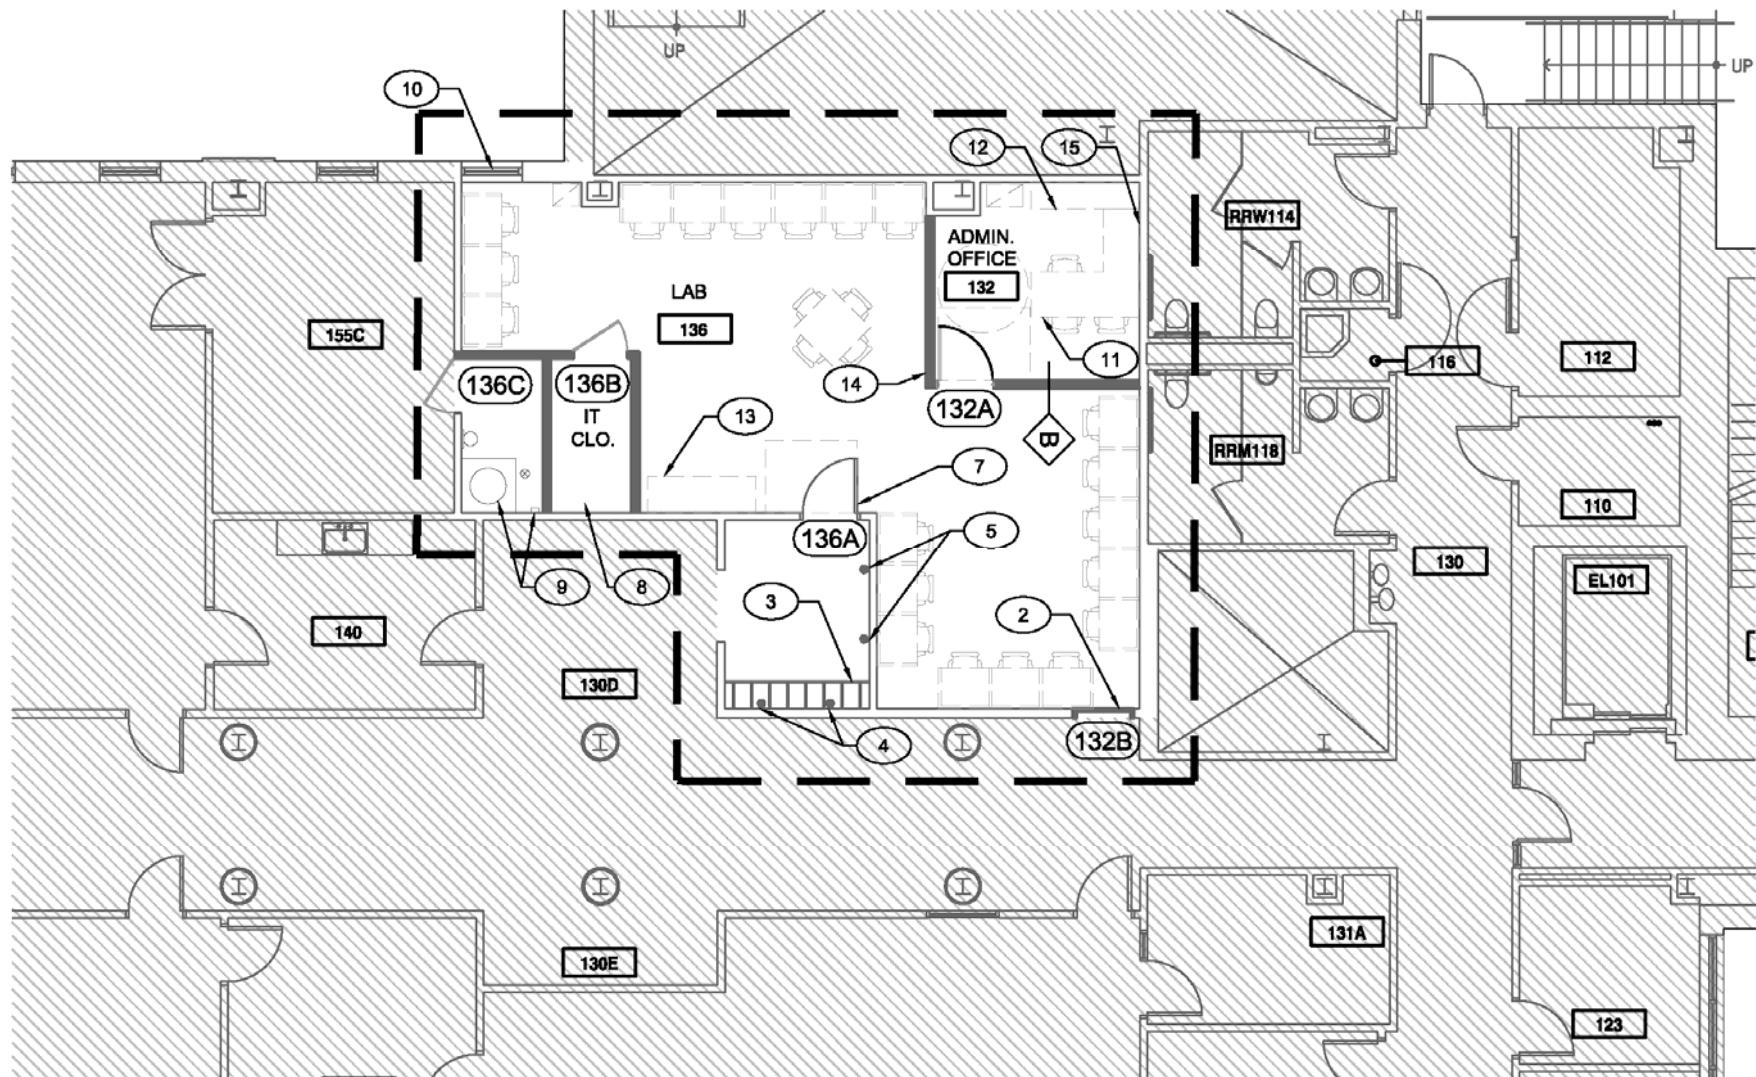 UP
UP
10
12
15
RRW114
ADMIN.
OFFICE
132
LAB
136
155C
11
116
112
14
136C
136B
IT
CLO.
132A
13
B
7
RRM118
110
136A
5
130
9
8
3
EL101
2
140
130D
4
132B
131A
130E
123